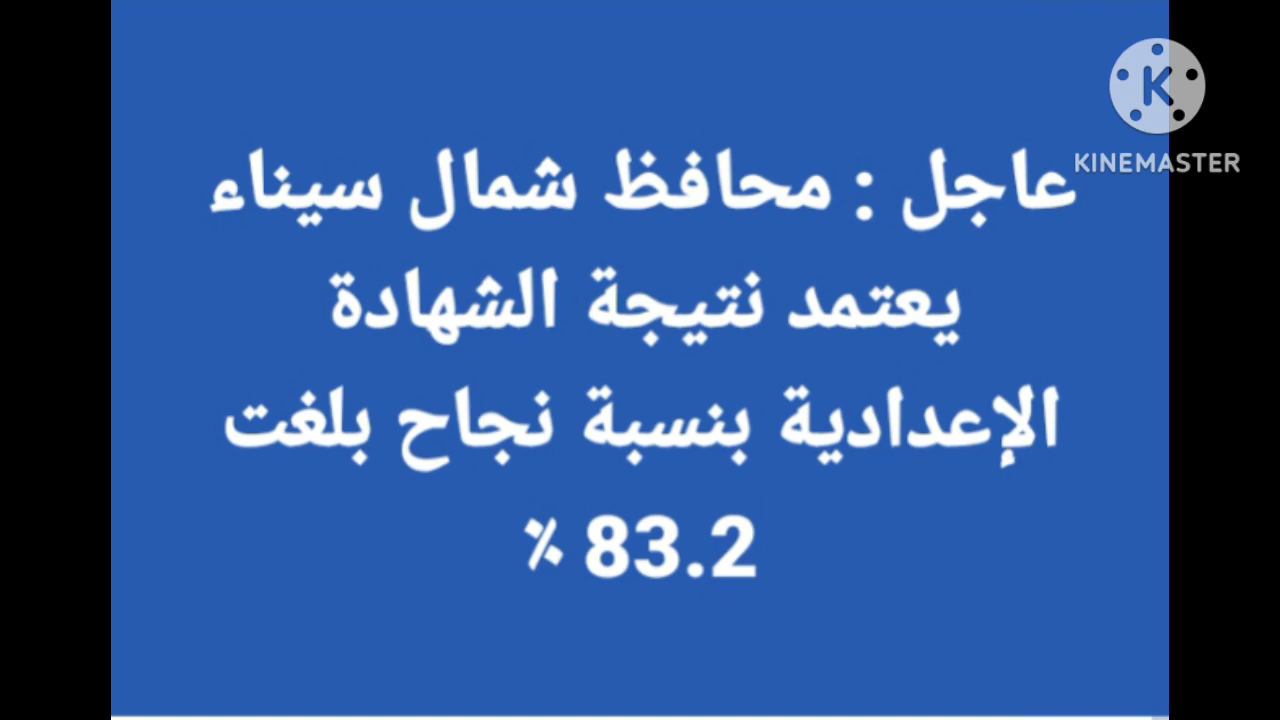 عاجل : محافظ شمال سيناء
يعتمد نتيجة الشهادة
الإعدادية بنسبة نجاح بلغت
83.2 ٪
K
KINEMASTER